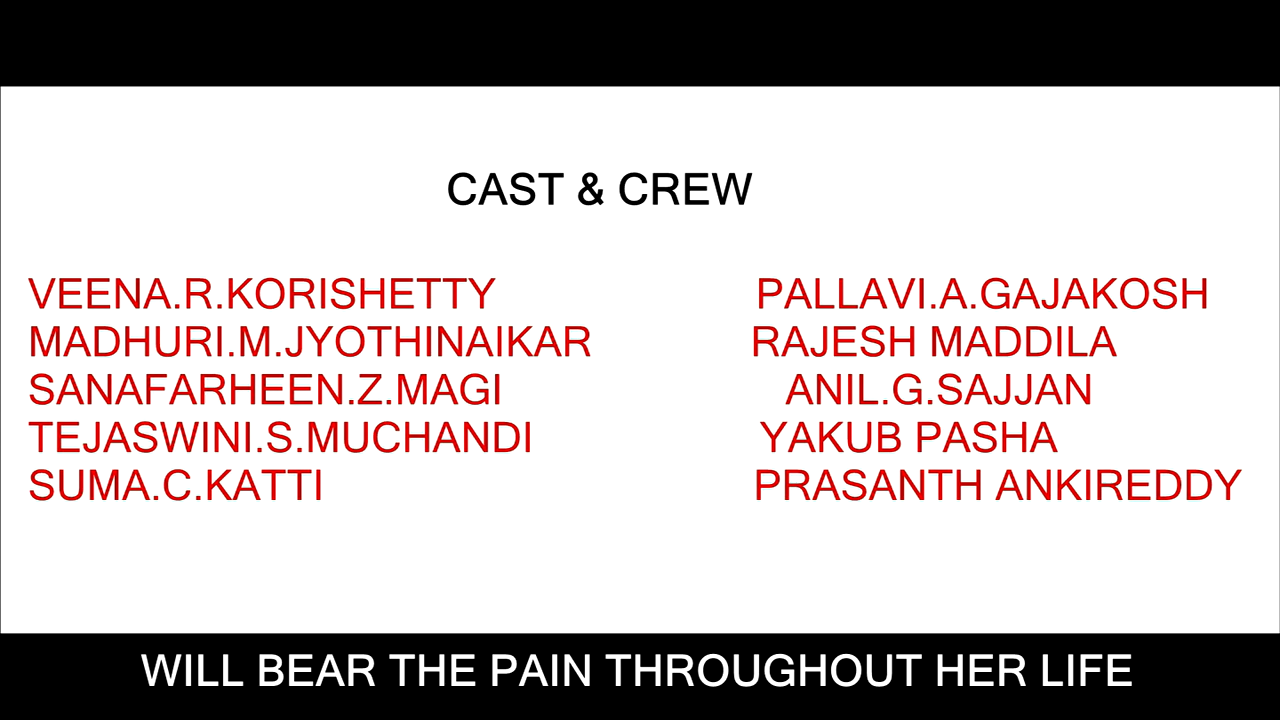 CAST & CREW
VEENA.R.KORISHETTY
MADHURI.M.JYOTHINAIKAR
SANAFARHEEN.Z.MAGI
TEJASWINI.S.MUCHANDI
SUMA.C.KATTI
PALLAVI.A.GAJAKOSH
RAJESH MADDILA
ANIL.G.SAJJAN
YAKUB PASHA
PRASANTH ANKIREDDY
WILL BEAR THE PAIN THROUGHOUT HER LIFE